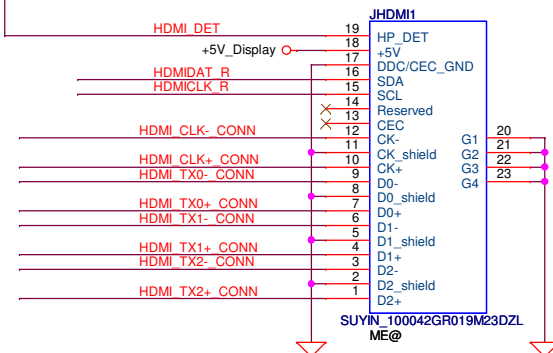 JHDMI1
HDMI_DET 19 HP_DET
+5V_Display 18 +5V
17 DDC/CEC_GND
HDMIDAT_R 16 SDA
HDMICLK_R 15 SCL
14 Reserved
13 CEC
HDMI_CLK-_CONN 12 CK- G1 20
11 CK_shield G2 21
HDMI_CLK+_CONN 10 CK+ G3 22
HDMI_TX0-_CONN 9 D0- G4 23
8 D0_shield
HDMI_TX0+_CONN 7 D0+
HDMI_TX1-_CONN 6 D1-
5 D1_shield
HDMI_TX1+_CONN 4 D1+
HDMI_TX2-_CONN 3 D2-
2 D2_shield
HDMI_TX2+_CONN 1 D2+
SUYIN_100042GR019M23DZL
ME@